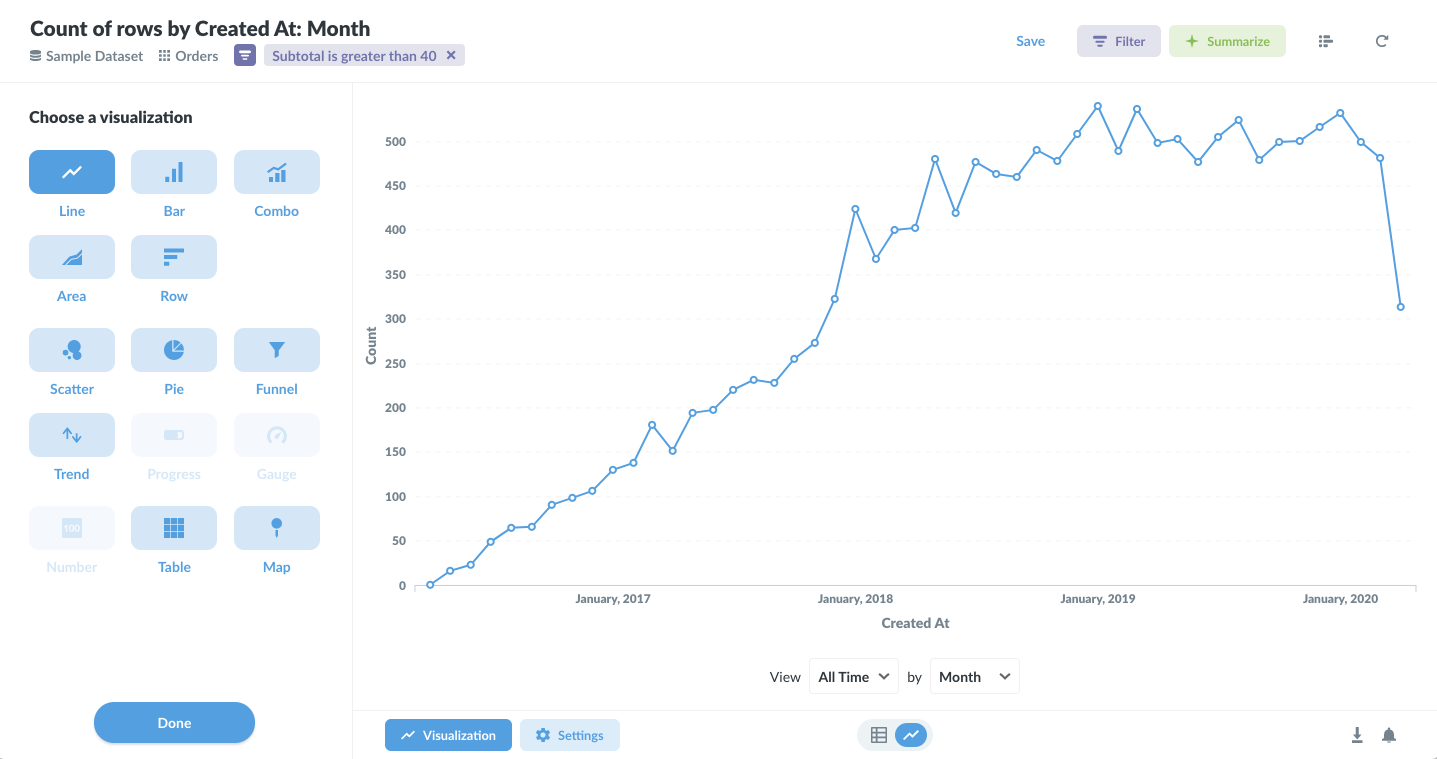 Count of rows by Created At: Month
Sample Dataset Orders Subtotal is greater than 40 ×
Save Filter Summarize
Choose a visualization
Line Bar Combo
Area Row
Scatter Pie Funnel
Trend Progress Gauge
100
Number Table Map
Done
Count
500
450
400
350
300
250
200
150
100
50
0
January, 2017 January, 2018 January, 2019 January, 2020
Created At
View All Time by Month
Visualization Settings